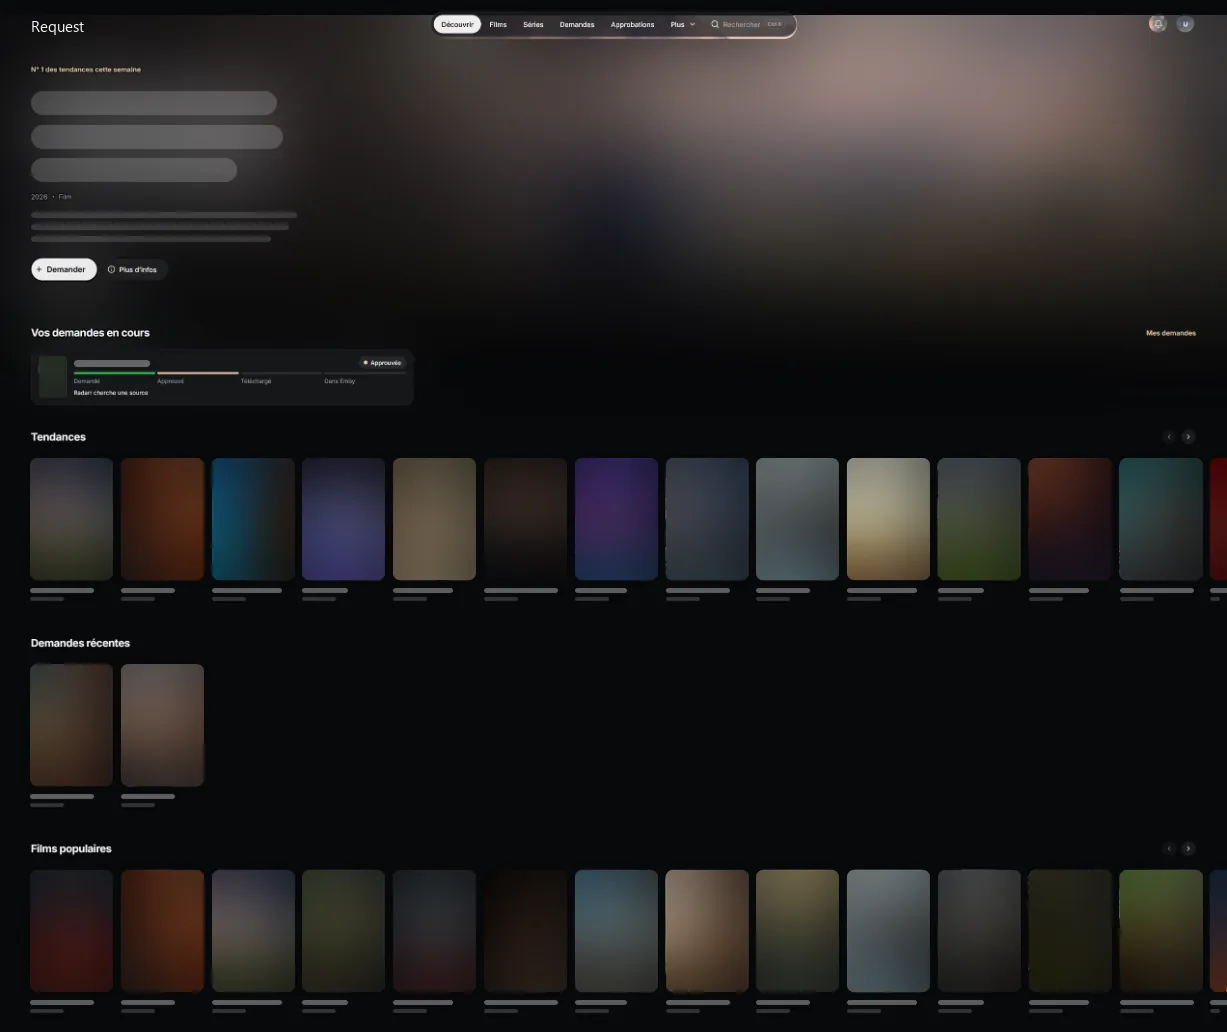 Request
Découvrir Films Séries Demandes Approbations Plus Rechercher Ctrl K
U
N° 1 des tendances cette semaine
2026 • Film
+ Demander Plus d'infos
Vos demandes en cours Mes demandes
Approuvée
Demandé Approuvé Téléchargé Dans Emby
Radarr cherche une source
Tendances
Demandes récentes
Films populaires